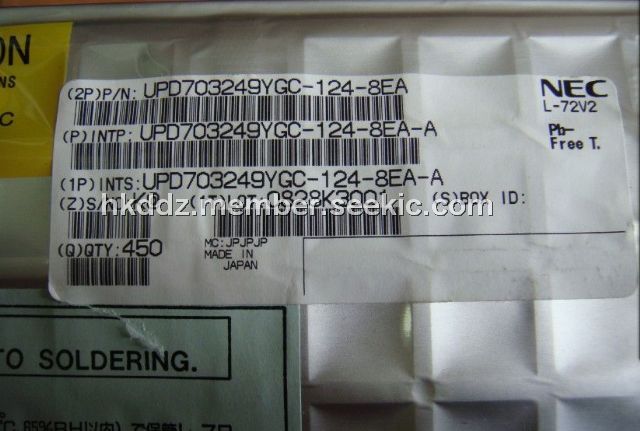 ON
NS
C
(2P)P/N: UPD703249YGC-124-8EA
NEC
L-72V2
(P)INTP: UPD703249YGC-124-8EA-A
Pb-
Free T.
(1P)INTS: UPD703249YGC-124-8EA-A
0828K3001
(S)BOX ID:
hkddz.member.seekic.com
(Q)QTY: 450
MC: JPJPJP
MADE IN
JAPAN
TO SOLDERING.